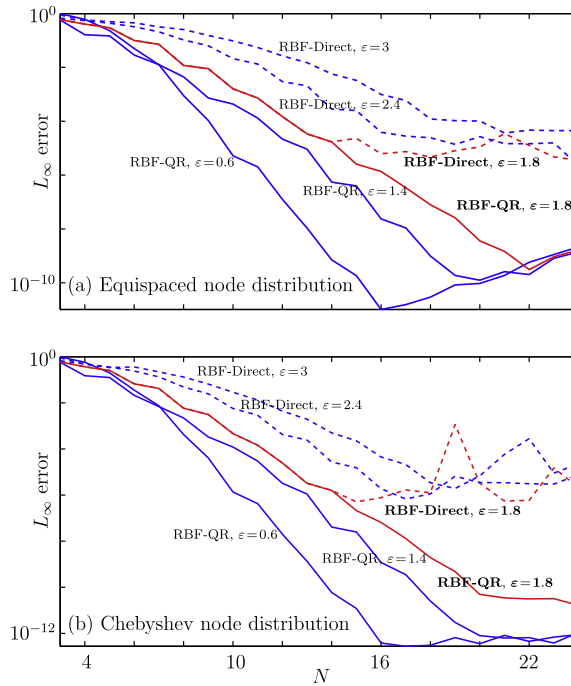 10^0
RBF-Direct, ε=3
RBF-Direct, ε=2.4
RBF-QR, ε=0.6
RBF-Direct, ε=1.8
RBF-QR, ε=1.4
RBF-QR, ε=1.8
L∞ error
10^-10
(a) Equispaced node distribution
10^0
RBF-Direct, ε=3
RBF-Direct, ε=2.4
RBF-Direct, ε=1.8
RBF-QR, ε=0.6
RBF-QR, ε=1.4
RBF-QR, ε=1.8
L∞ error
10^-12
(b) Chebyshev node distribution
4 10 16 22
N